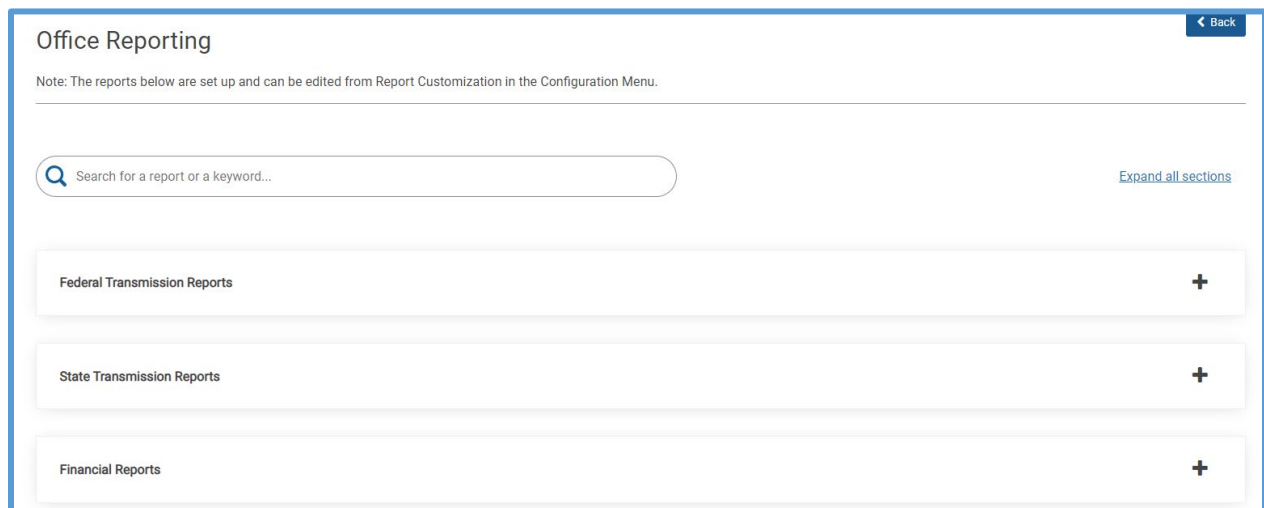 Back
Office Reporting
Note: The reports below are set up and can be edited from Report Customization in the Configuration Menu.
Search for a report or a keyword...
Expand all sections
Federal Transmission Reports
State Transmission Reports
Financial Reports